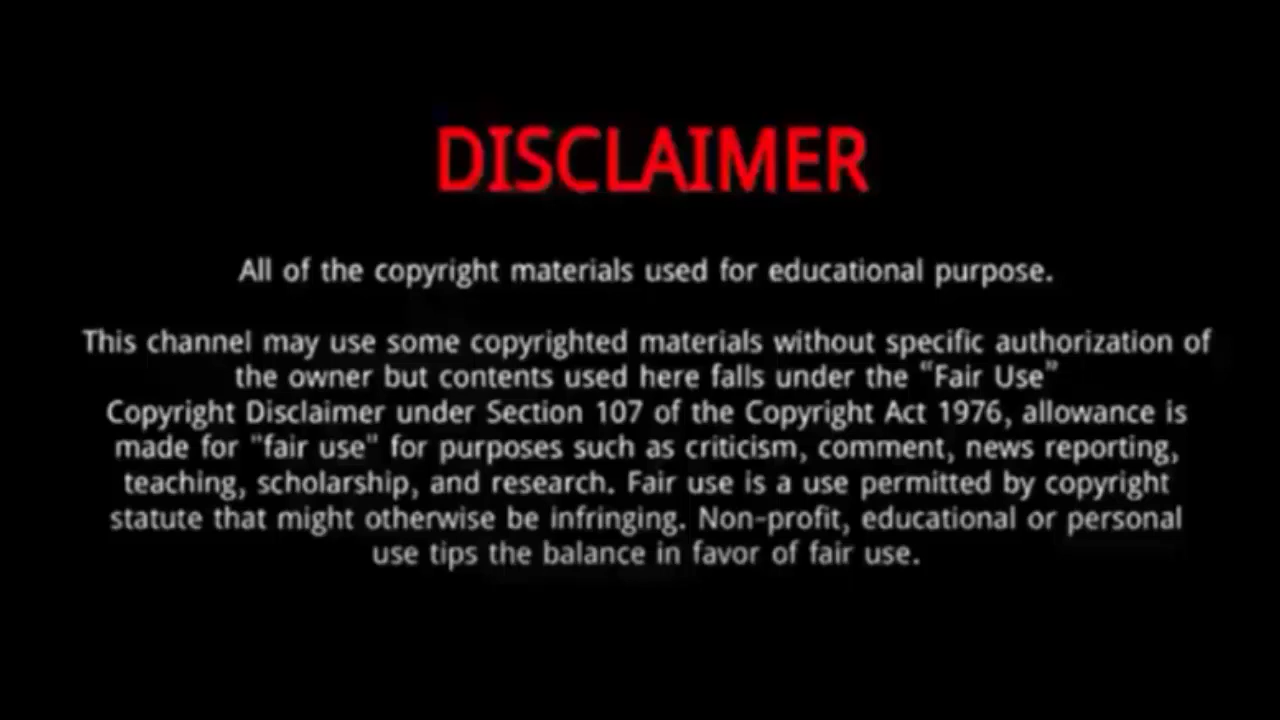 DISCLAIMER
All of the copyright materials used for educational purpose.
This channel may use some copyrighted materials without specific authorization of
the owner but contents used here falls under the “Fair Use”
Copyright Disclaimer under Section 107 of the Copyright Act 1976, allowance is
made for "fair use" for purposes such as criticism, comment, news reporting,
teaching, scholarship, and research. Fair use is a use permitted by copyright
statute that might otherwise be infringing. Non-profit, educational or personal
use tips the balance in favor of fair use.